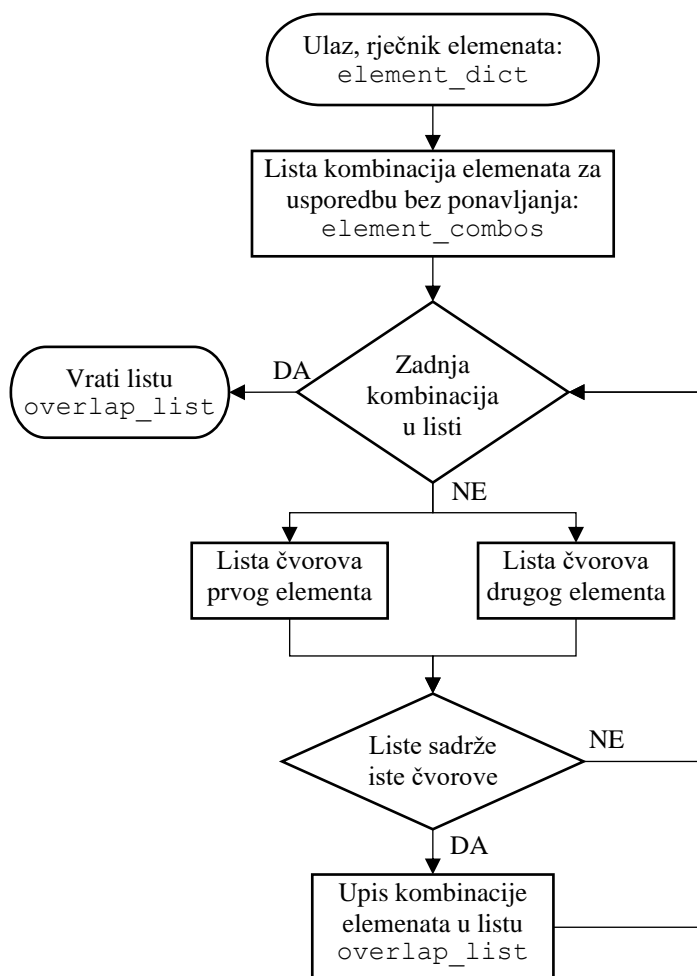 Ulaz, rječnik elemenata:
element_dict
Lista kombinacija elemenata za
usporedbu bez ponavljanja:
element_combos
Zadnja
kombinacija
u listi
DA
Vrati listu
overlap_list
NE
Lista čvorova
prvog elementa
Lista čvorova
drugog elementa
Liste sadrže
iste čvorove
NE
DA
Upis kombinacije
elemenata u listu
overlap_list